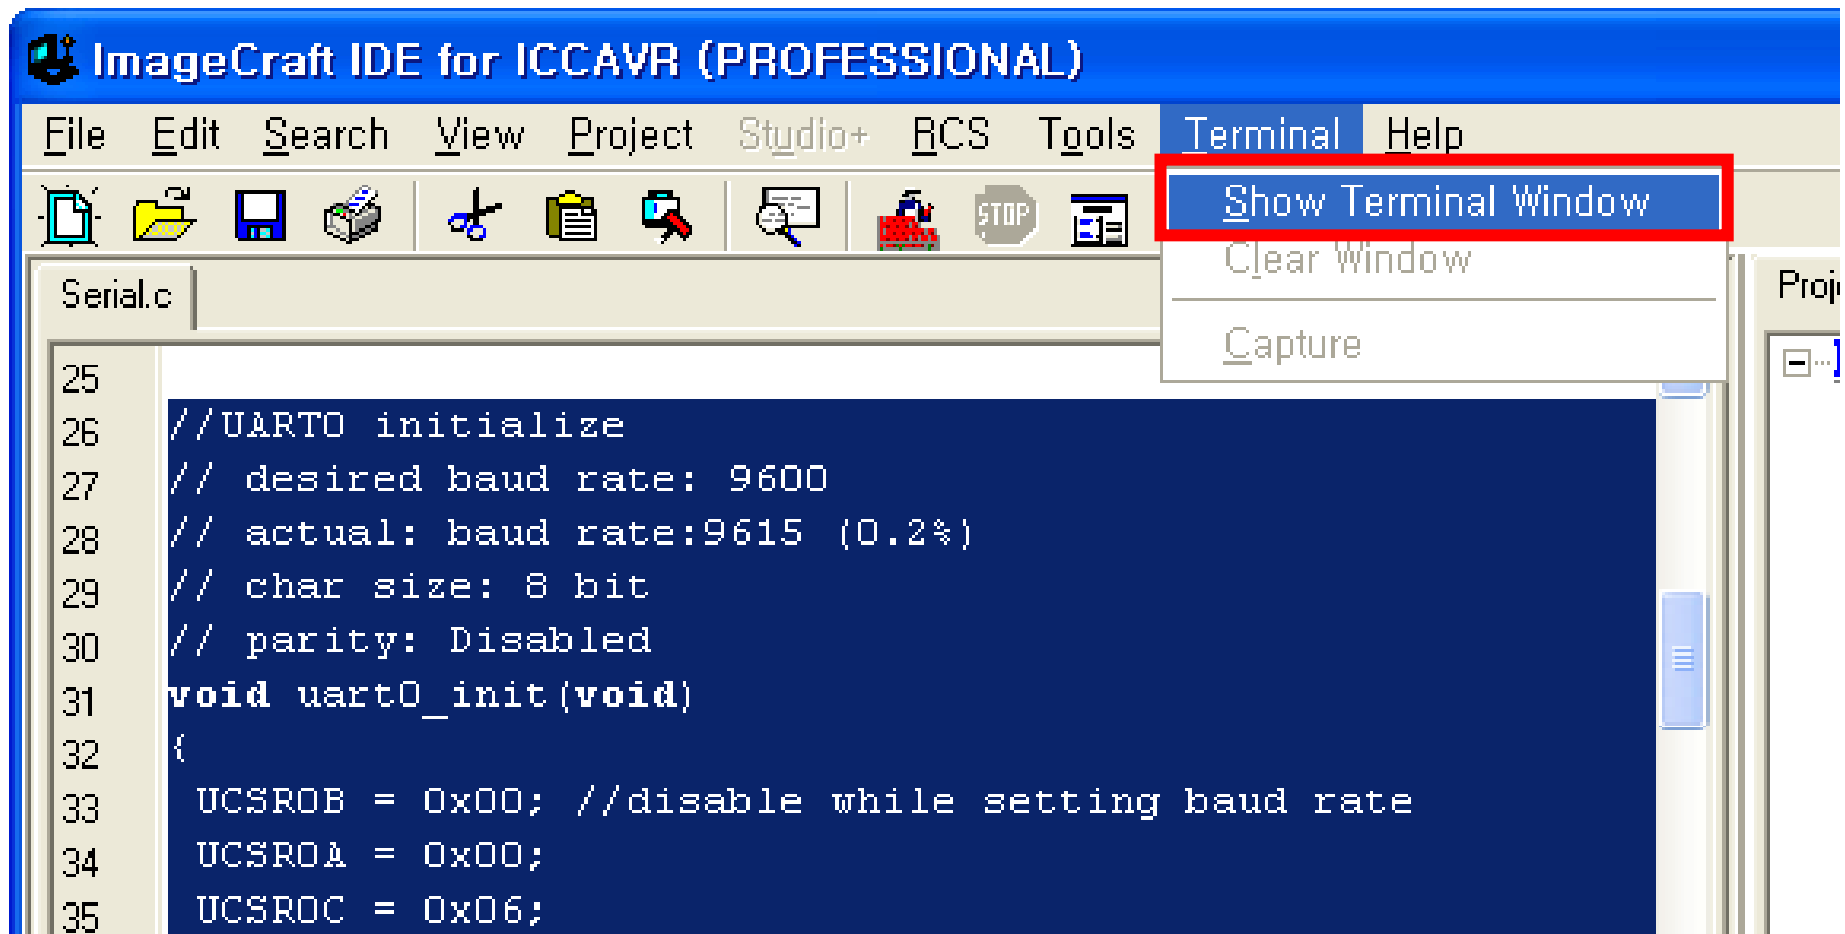 ImageCraft IDE for ICCAVR (PROFESSIONAL)
File Edit Search View Project Studio+ RCS Tools Terminal Help
Show Terminal Window
STOP
Clear Window
Capture
Serial.c
25
26 //UART0 initialize
27 // desired baud rate: 9600
28 // actual: baud rate:9615 (0.2%)
29 // char size: 8 bit
30 // parity: Disabled
31 void uart0_init(void)
32 {
33 UCSR0B = 0x00; //disable while setting baud rate
34 UCSR0A = 0x00;
35 UCSR0C = 0x06;